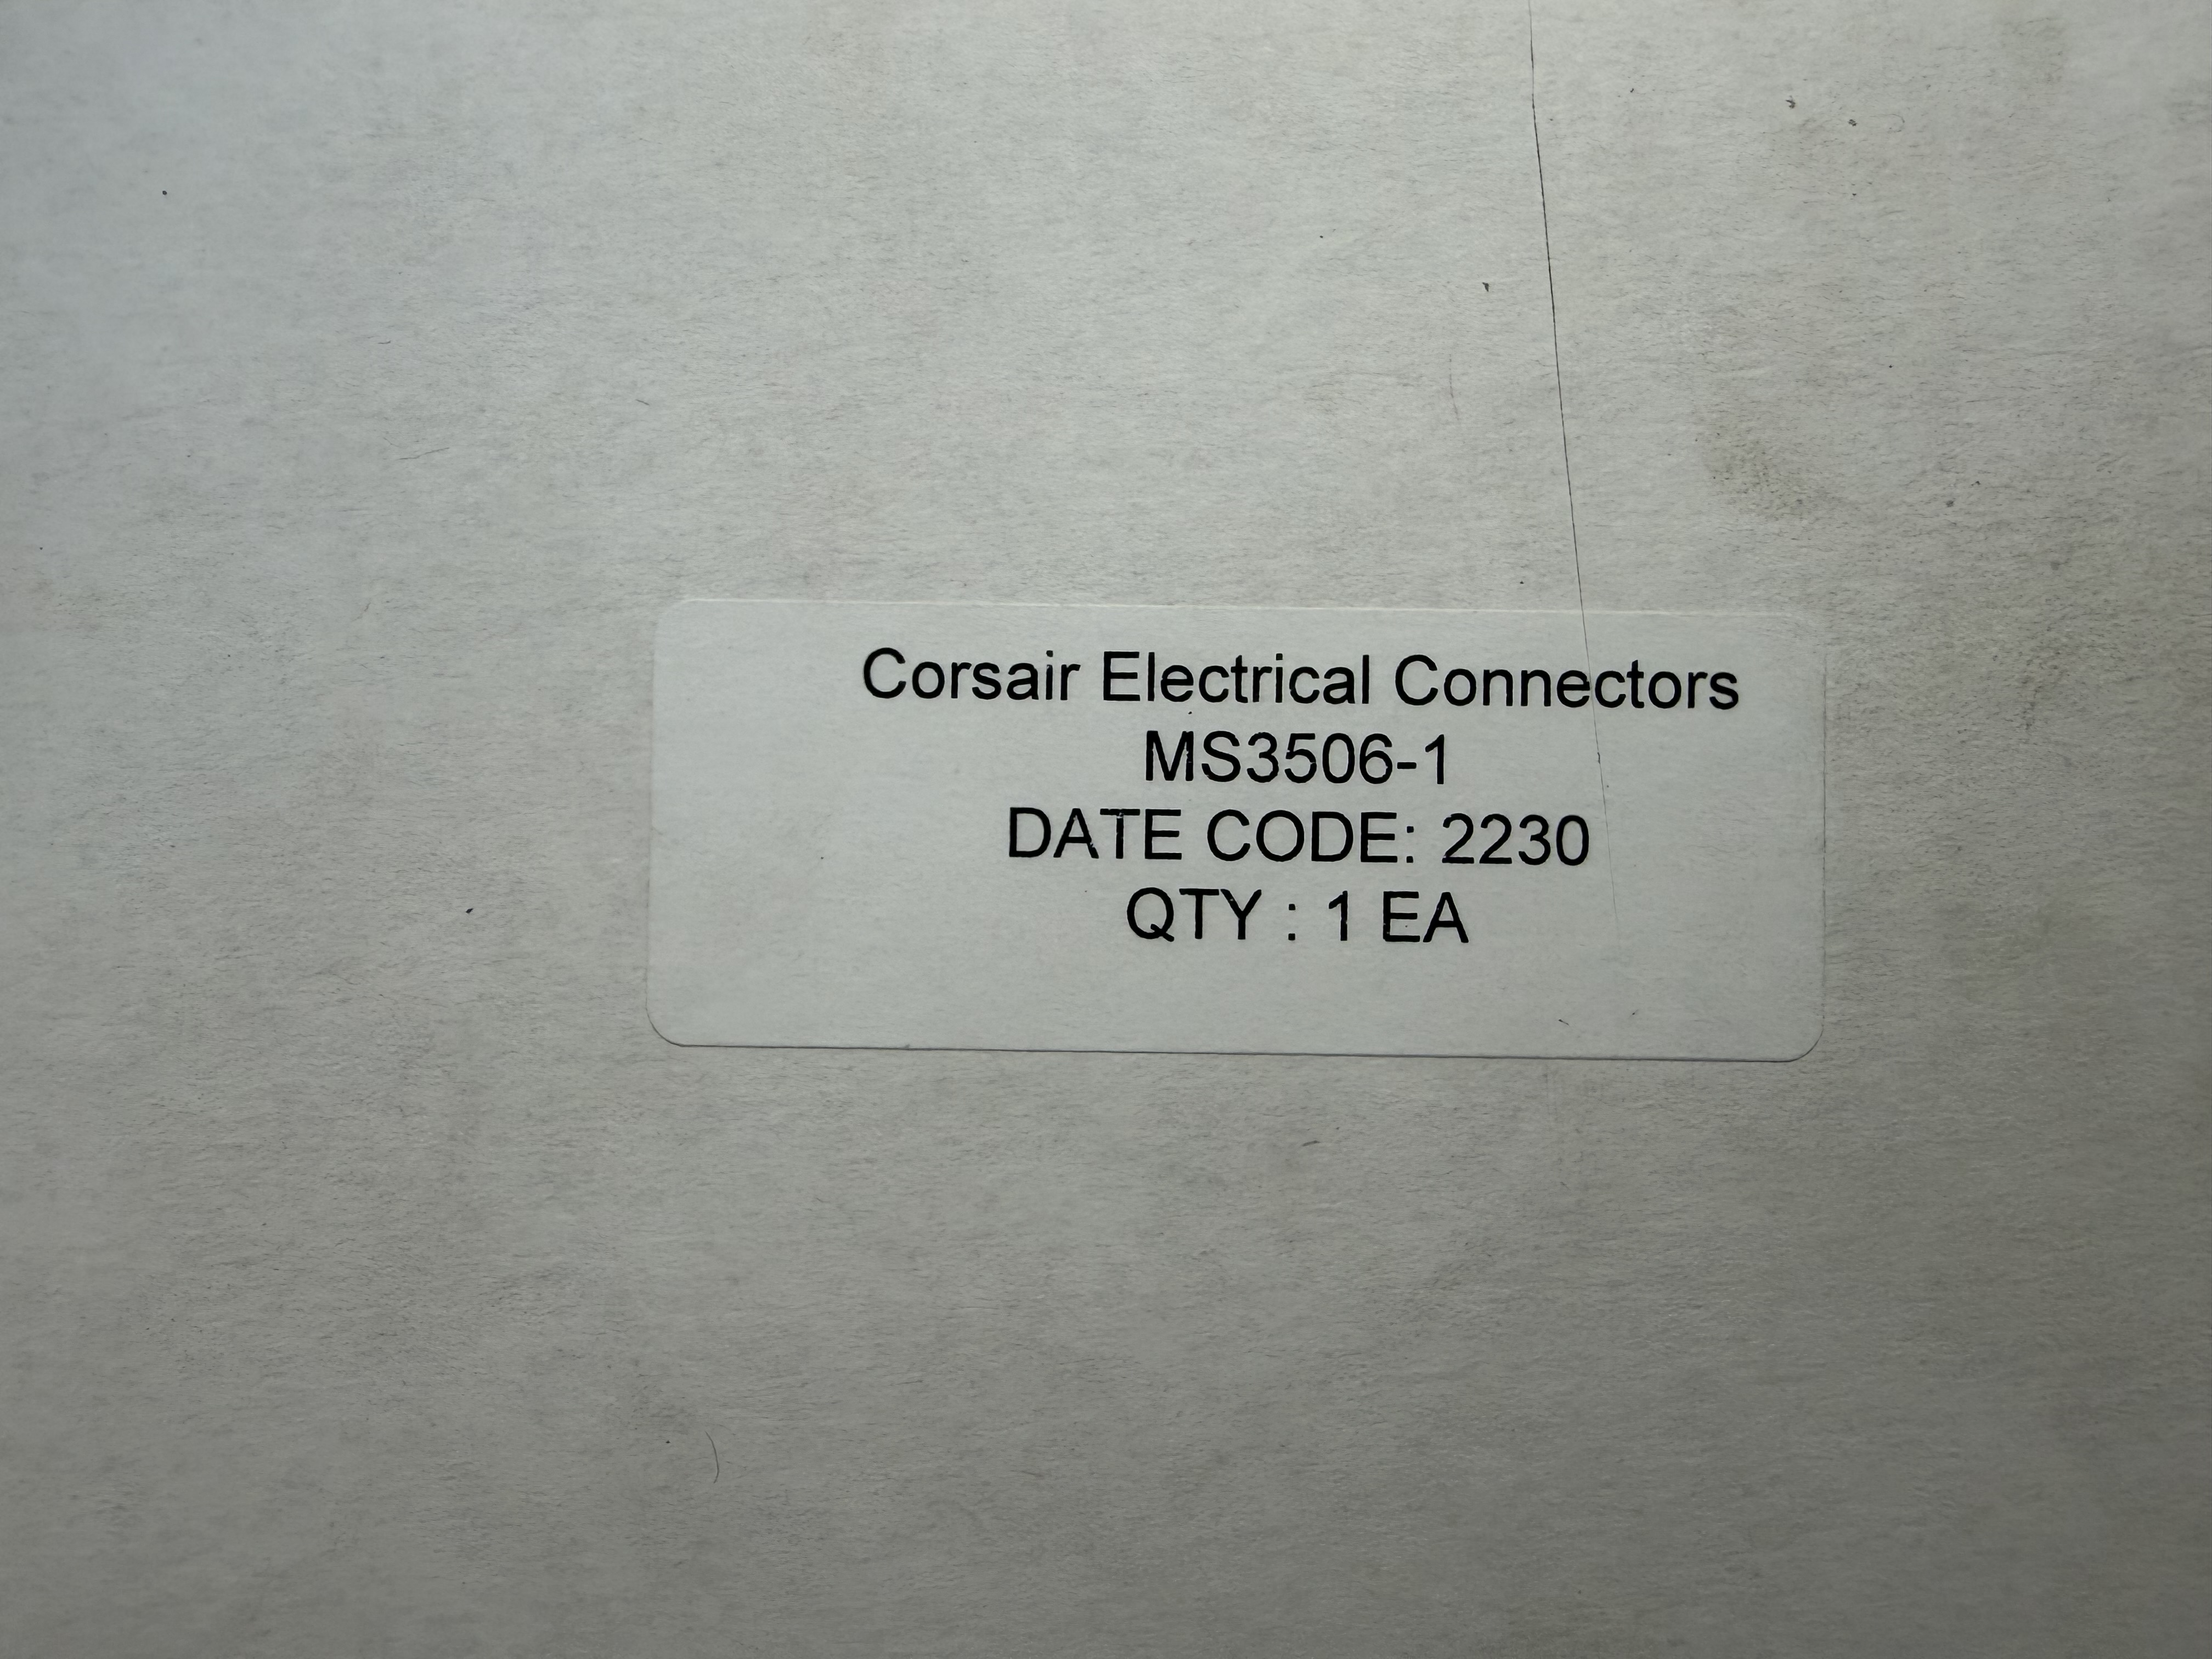 Corsair Electrical Connectors
MS3506-1
DATE CODE: 2230
QTY : 1 EA